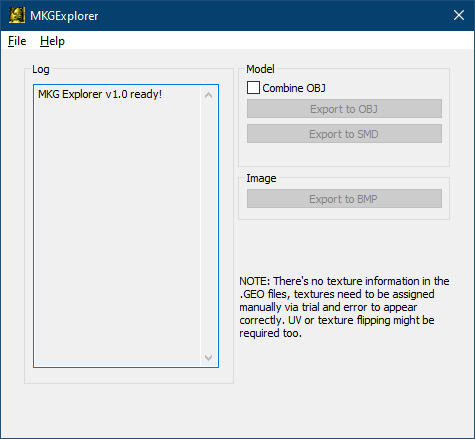 MKGExplorer
File Help
Log
MKG Explorer v1.0 ready!
Model
Combine OBJ
Export to OBJ
Export to SMD
Image
Export to BMP
NOTE: There's no texture information in the
.GEO files, textures need to be assigned
manually via trial and error to appear
correctly. UV or texture flipping might be
required too.